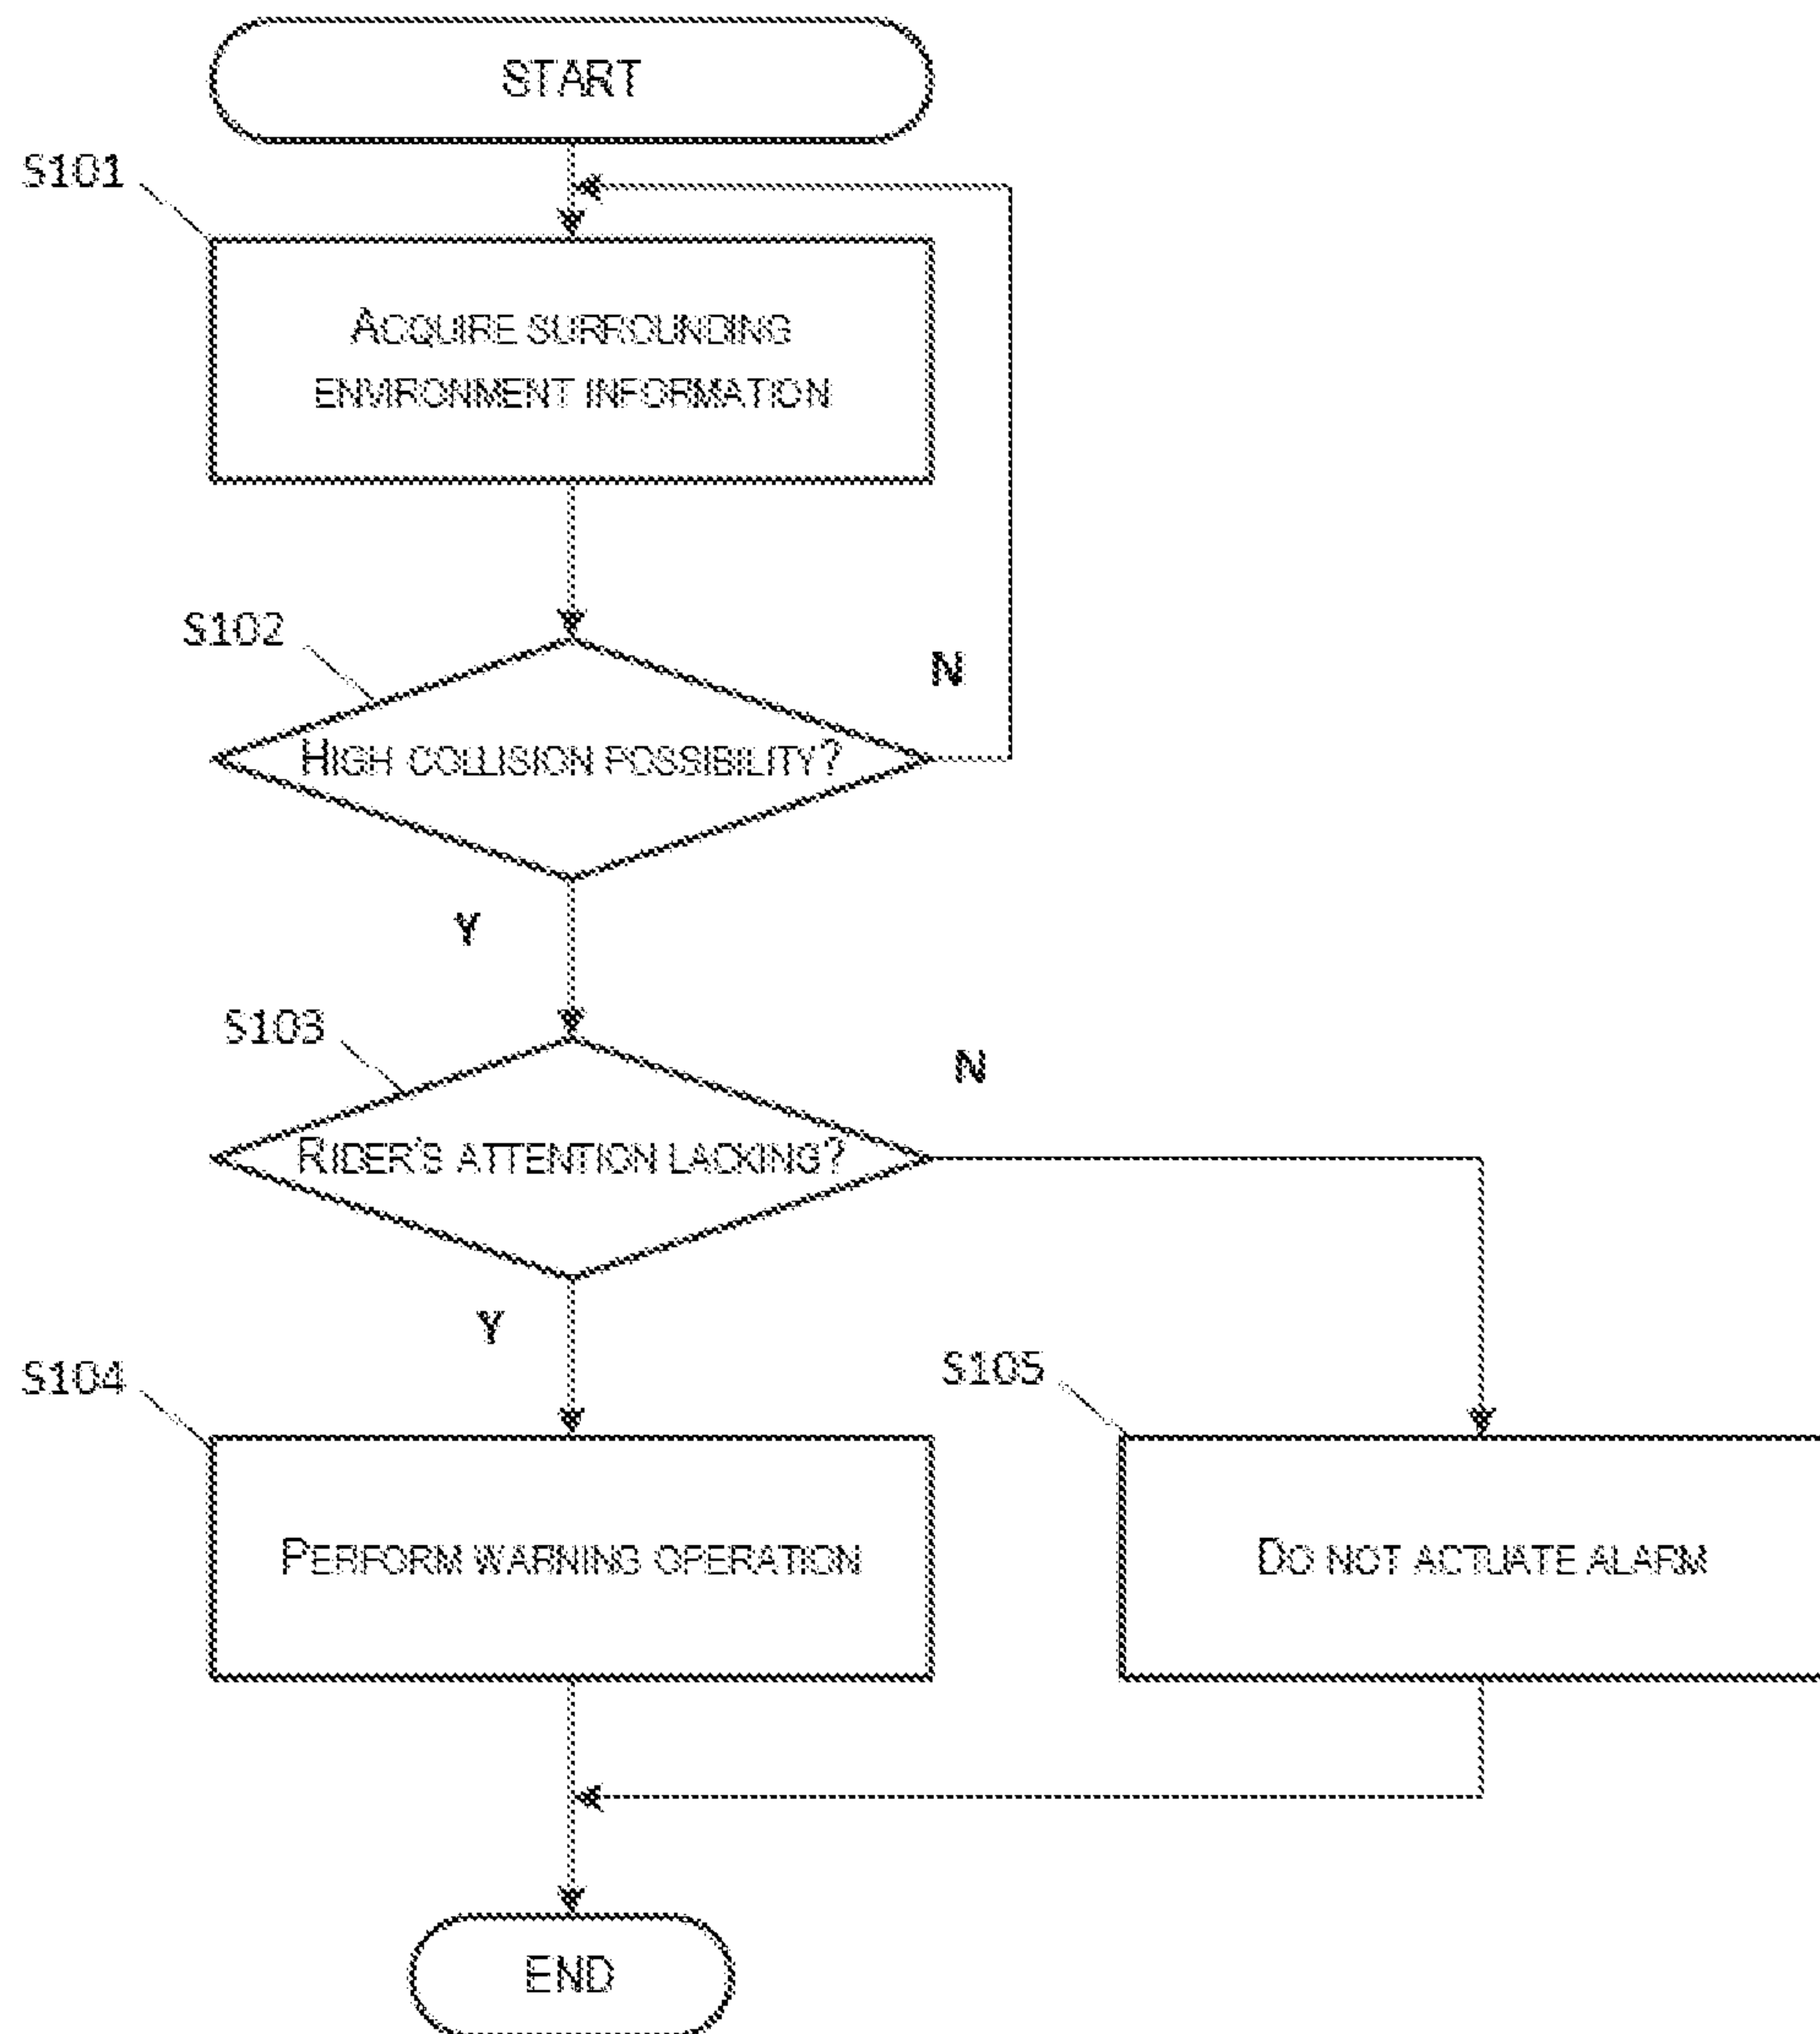 START
S101
ACQUIRE SURROUNDING
ENVIRONMENT INFORMATION
S102
N
HIGH COLLISION POSSIBILITY?
Y
S103
N
RIDER'S ATTENTION LACKING?
Y
S104
S105
PERFORM WARNING OPERATION
DO NOT ACTUATE ALARM
END